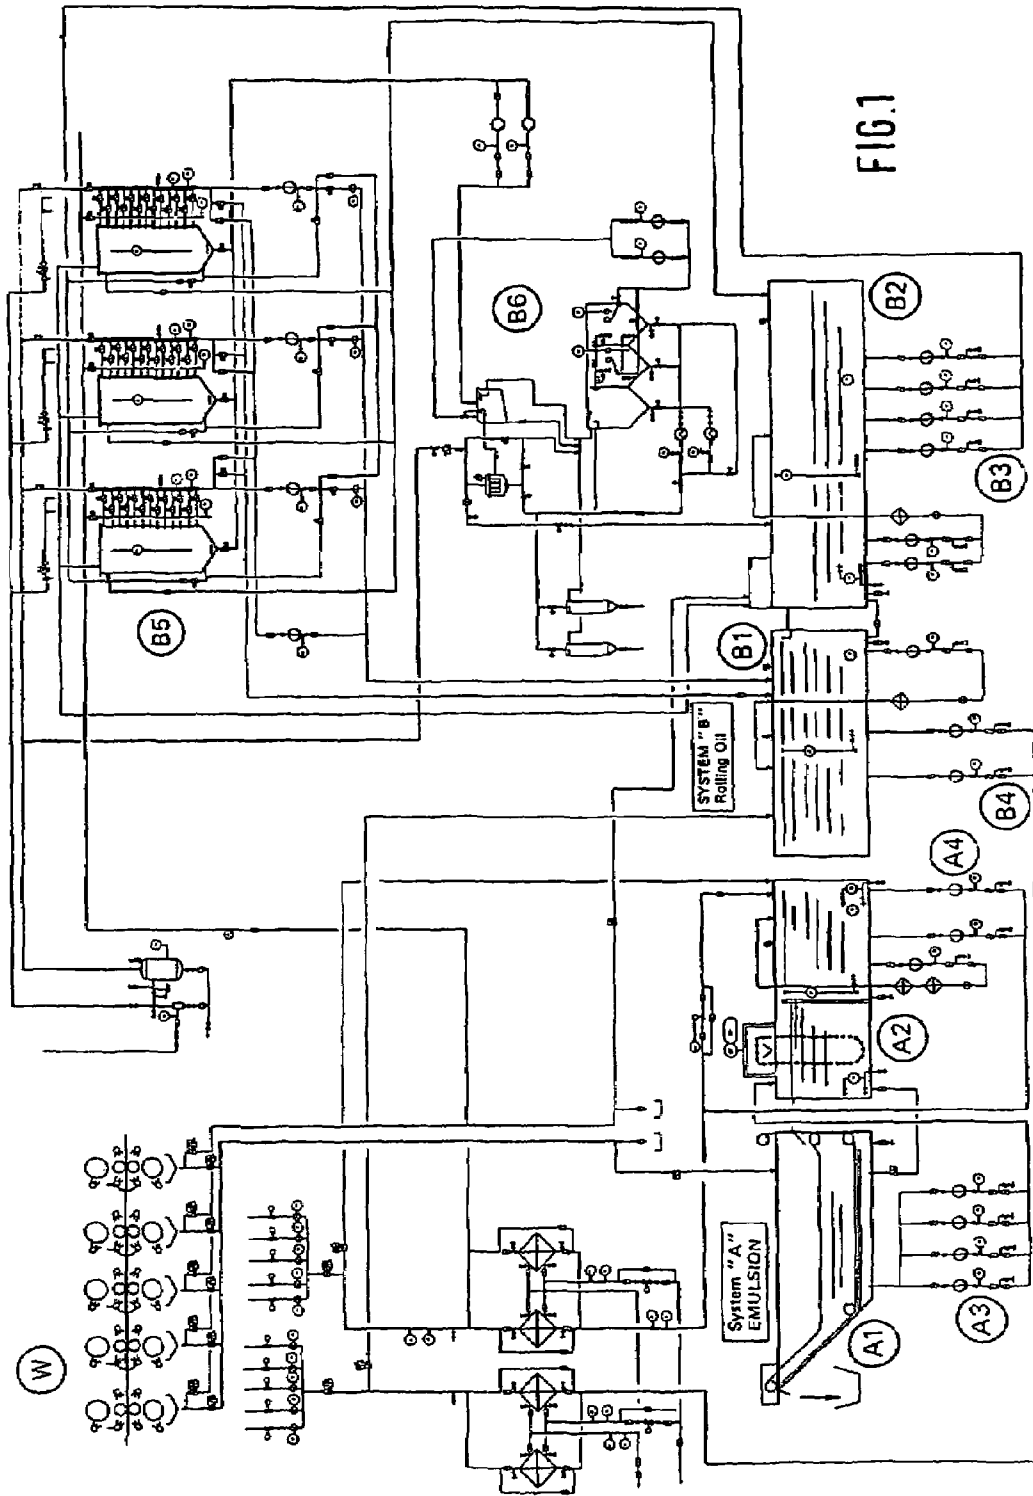 FIG.1
W
B5
B6
B2
B3
B1
SYSTEM "B"
Rolling Oil
B4
A4
A2
System "A"
EMULSION
A1
A3